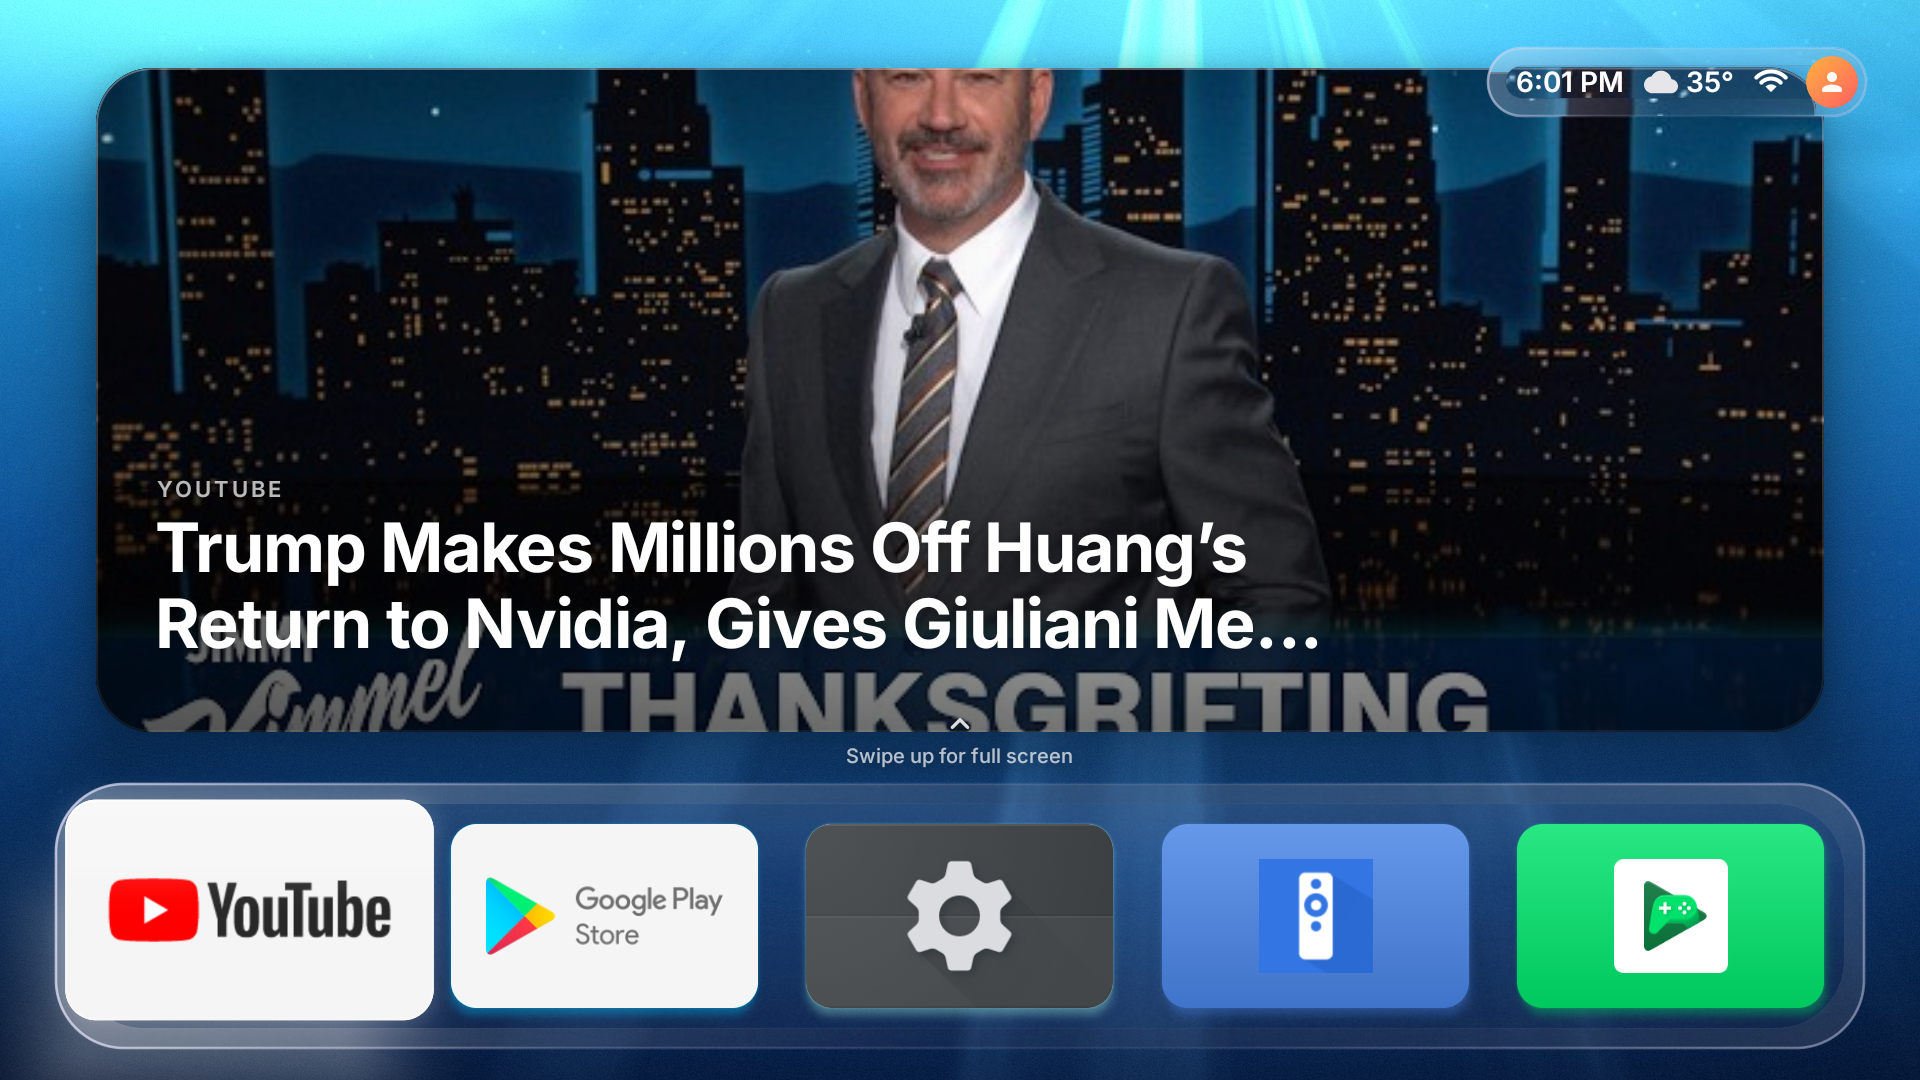 6:01 PM 35°
YOUTUBE
Trump Makes Millions Off Huang’s
Return to Nvidia, Gives Giuliani Me…
JIMMY
Kimmel
THANKSGRIFTING
Swipe up for full screen
YouTube
Google Play
Store